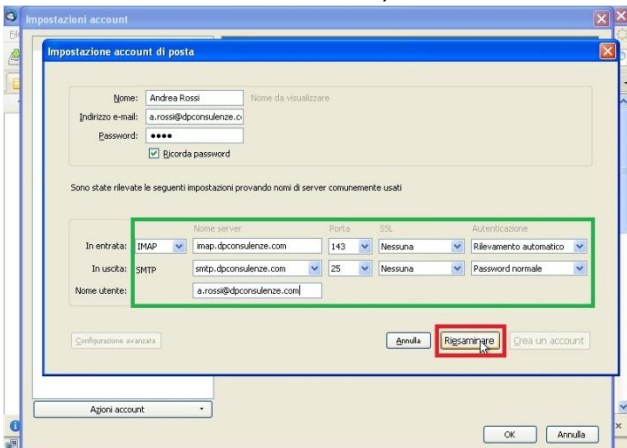 Impostazioni account
Impostazione account di posta
Nome: Andrea Rossi Nome da visualizzare
Indirizzo e-mail: a.rossi@dpconsulenze.c
Password: ••••
Ricorda password
Sono state rilevate le seguenti impostazioni provando nomi di server comunemente usati
Nome server Porta SSL Autenticazione
In entrata: IMAP imap.dpconsulenze.com 143 Nessuna Rilevamento automatico
In uscita: SMTP smtp.dpconsulenze.com 25 Nessuna Password normale
Nome utente: a.rossi@dpconsulenze.com
Configurazione avanzata Annulla Riesaminare Crea un account
Azioni account
OK Annulla